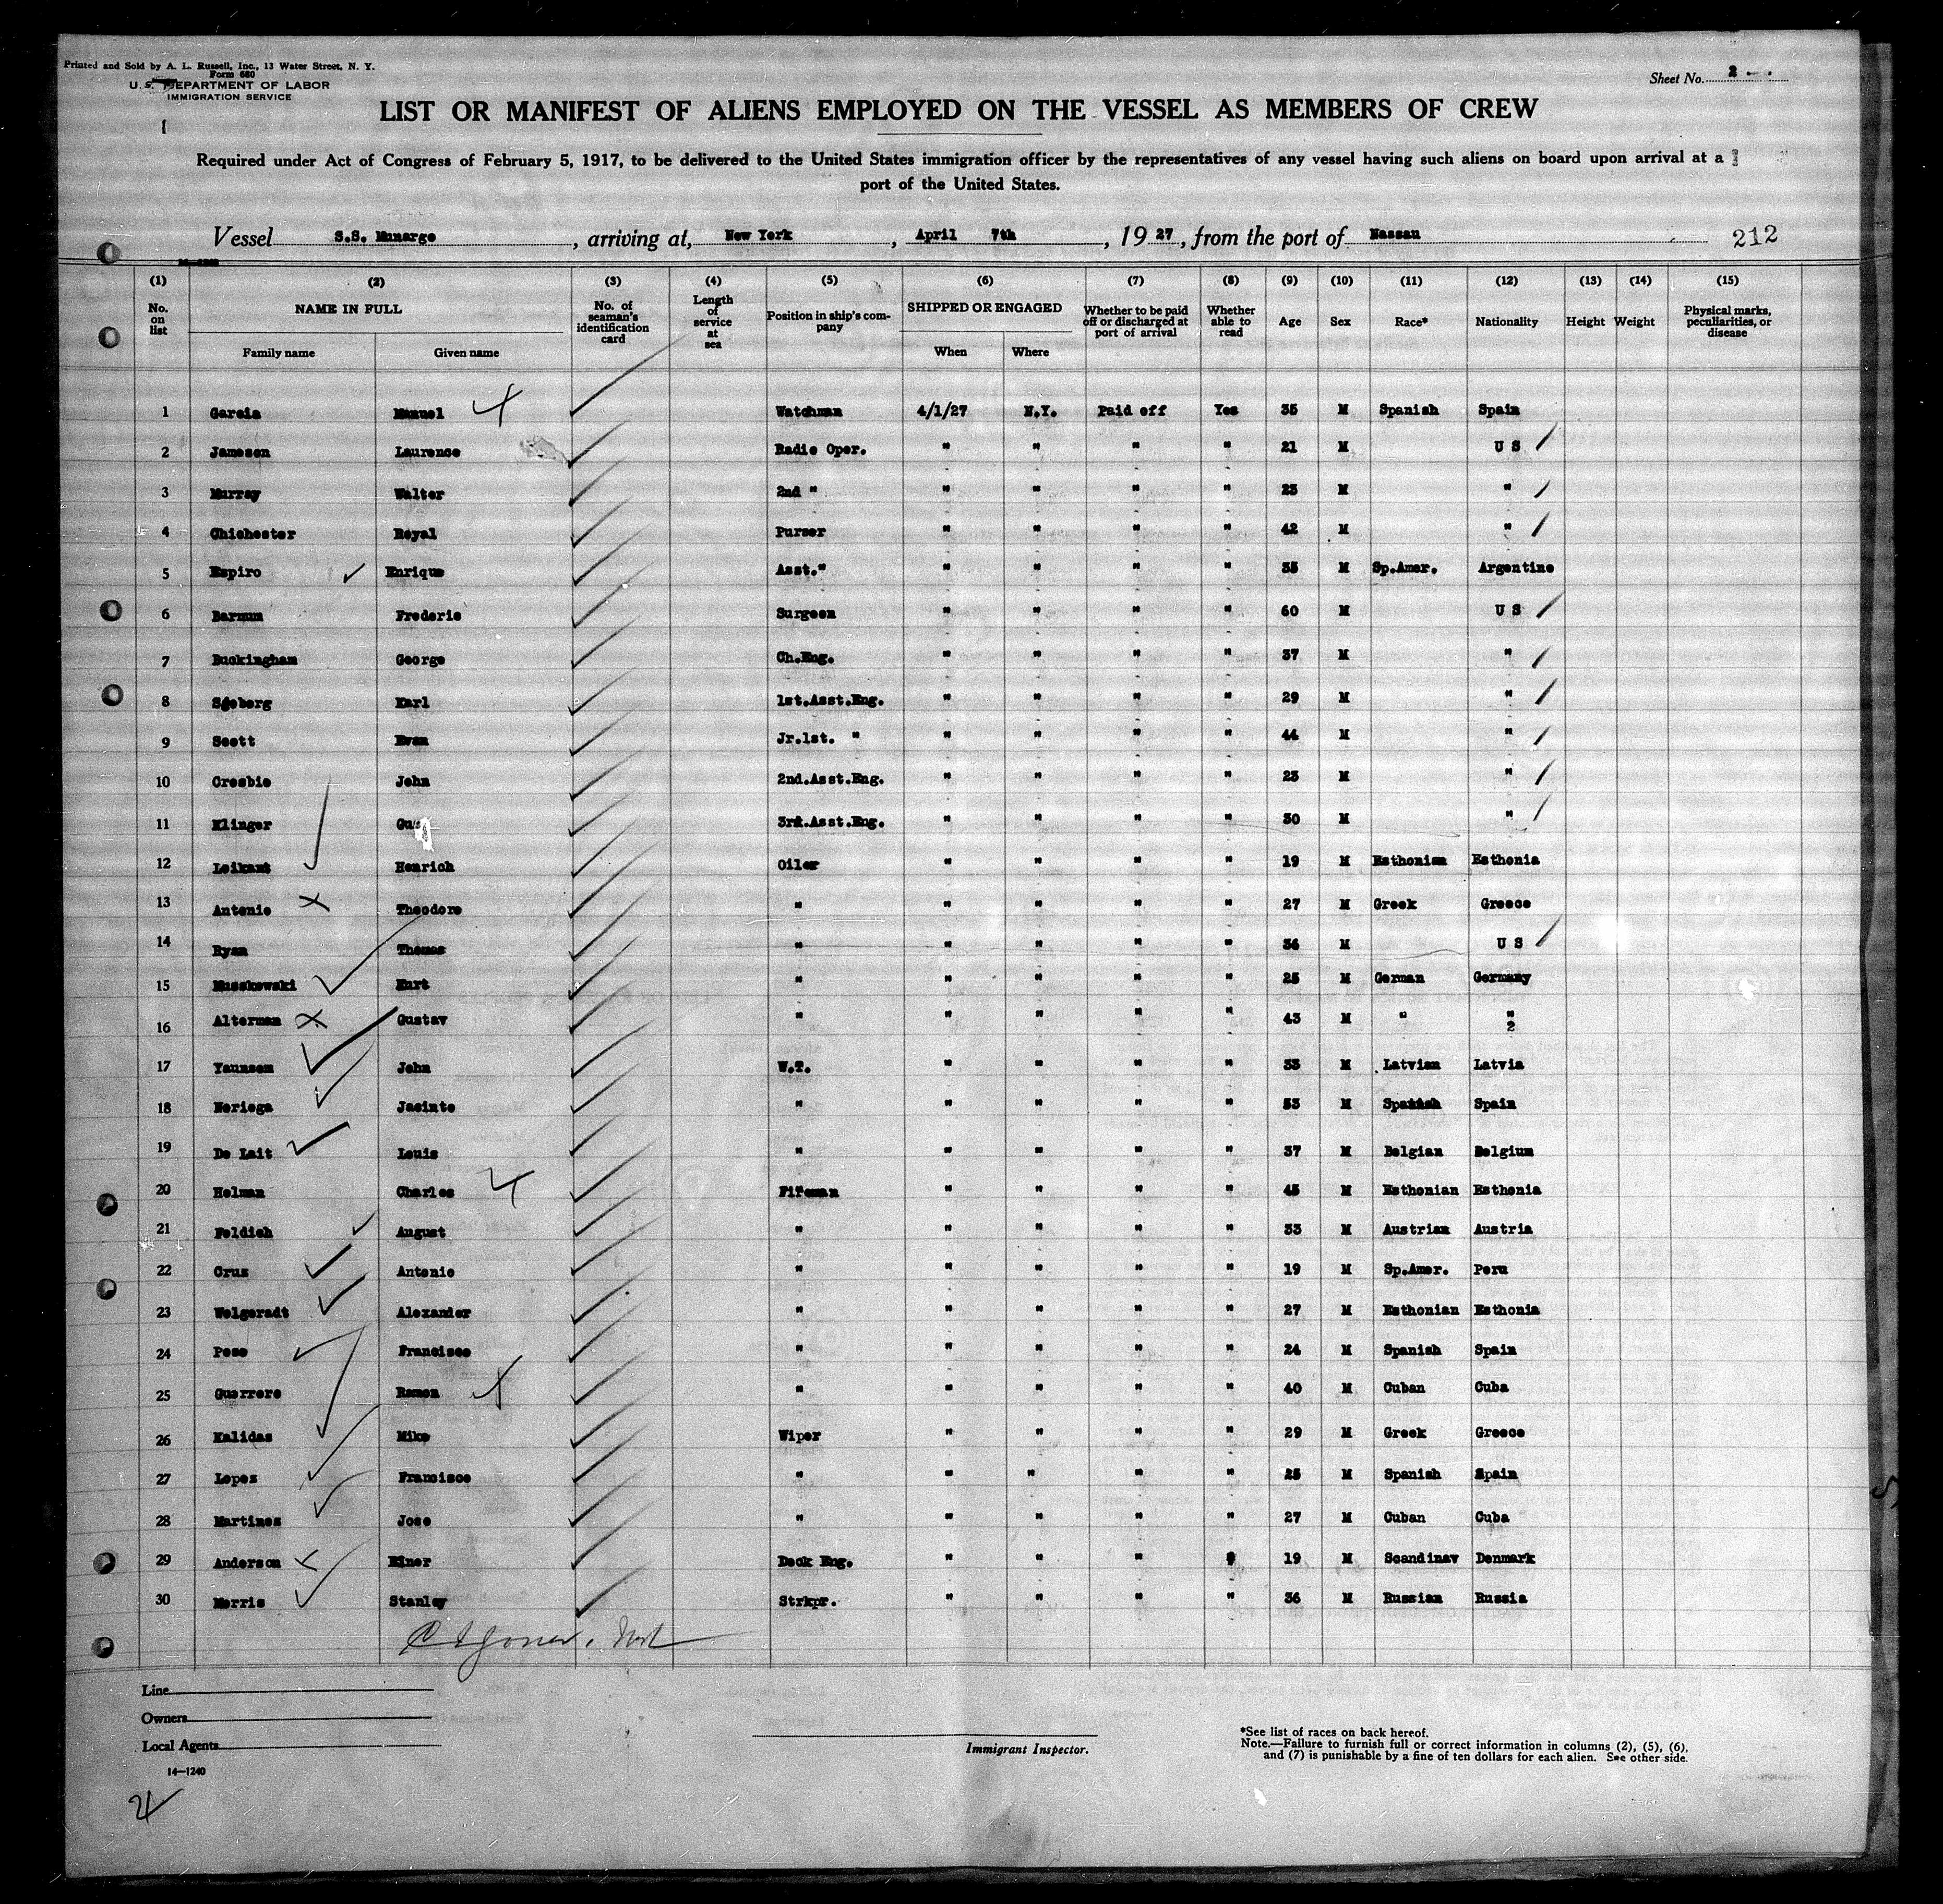 Printed and Sold by A. L. Russell, Inc., 13 Water Street, N. Y.
Form 680
U.S. DEPARTMENT OF LABOR
IMMIGRATION SERVICE
Sheet No. 2
LIST OR MANIFEST OF ALIENS EMPLOYED ON THE VESSEL AS MEMBERS OF CREW
Required under Act of Congress of February 5, 1917, to be delivered to the United States immigration officer by the representatives of any vessel having such aliens on board upon arrival at a
port of the United States.
Vessel S.S. Munargo, arriving at, New York, April 7th, 1927, from the port of Nassau 212
(1) (2) (3) (4) (5) (6) (7) (8) (9) (10) (11) (12) (13) (14) (15)
No. on list NAME IN FULL Family name Given name No. of seaman's identification card Length of service at sea Position in ship's company SHIPPED OR ENGAGED When Where Whether to be paid off or discharged at port of arrival Whether able to read Age Sex Race* Nationality Height Weight Physical marks, peculiarities, or disease
1 Garcia Manuel Watchman 4/1/27 N.Y. Paid off Yes 35 M Spanish Spain
2 Jameson Laurence Radio Oper. " " " " 21 M U S
3 Murray Walter 2nd " " " " " 23 M "
4 Chichester Royal Purser " " " " 42 M "
5 Espiro Enrique Asst." " " " " 35 M Sp.Amer. Argentine
6 Barnum Frederic Surgeon " " " " 60 M U S
7 Buckingham George Ch.Eng. " " " " 37 M "
8 Sjoberg Karl 1st.Asst.Eng. " " " " 29 M "
9 Scott Evan Jr.1st. " " " " " 44 M "
10 Crosbie John 2nd.Asst.Eng. " " " " 23 M "
11 Klinger Gus 3rd.Asst.Eng. " " " " 30 M "
12 Leikant Henrich Oiler " " " " 19 M Esthonian Esthonia
13 Antonio Theodore " " " " " 27 M Greek Greece
14 Ryan Thomas " " " " " 36 M U S
15 Musskowski Kurt " " " " " 25 M German Germany
16 Alterman Gustav " " " " " 43 M " "
2
17 Yaunsem John W.T. " " " " 33 M Latvian Latvia
18 Noriega Jacinto " " " " " 53 M Spanish Spain
19 De Lait Louis " " " " " 37 M Belgian Belgium
20 Holman Charles Fireman " " " " 45 M Esthonian Esthonia
21 Feldich August " " " " " 33 M Austrian Austria
22 Cruz Antonio " " " " " 19 M Sp.Amer. Peru
23 Welgeradt Alexander " " " " " 27 M Esthonian Esthonia
24 Pose Francisco " " " " " 24 M Spanish Spain
25 Guerrero Ramon " " " " " 40 M Cuban Cuba
26 Kalidas Mike Wiper " " " " 29 M Greek Greece
27 Lopez Francisco " " " " " 25 M Spanish Spain
28 Martinez Jose " " " " " 27 M Cuban Cuba
29 Anderson Einer Deck Eng. " " " " 19 M Scandinav Denmark
30 Morris Stanley Strkpr. " " " " 36 M Russian Russia
Line
Owners
Local Agents
14—1240
Immigrant Inspector.
*See list of races on back hereof.
Note.—Failure to furnish full or correct information in columns (2), (5), (6),
and (7) is punishable by a fine of ten dollars for each alien. See other side.